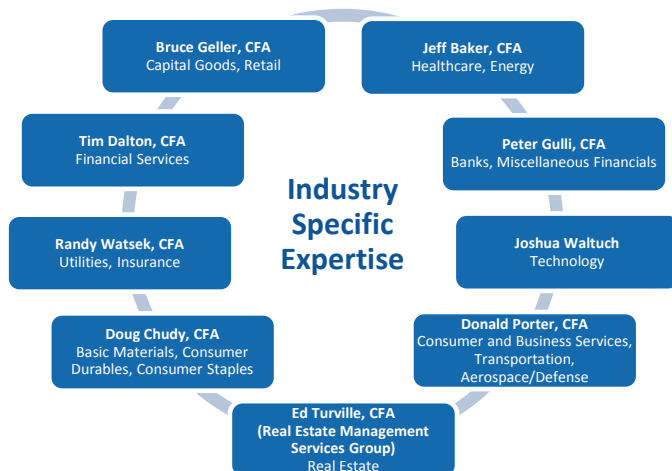 Bruce Geller, CFA
Capital Goods, Retail
Jeff Baker, CFA
Healthcare, Energy
Tim Dalton, CFA
Financial Services
Peter Gulli, CFA
Banks, Miscellaneous Financials
Industry
Specific
Expertise
Randy Watsek, CFA
Utilities, Insurance
Joshua Waltuch
Technology
Doug Chudy, CFA
Basic Materials, Consumer
Durables, Consumer Staples
Donald Porter, CFA
Consumer and Business Services,
Transportation,
Aerospace/Defense
Ed Turville, CFA
(Real Estate Management
Services Group)
Real Estate